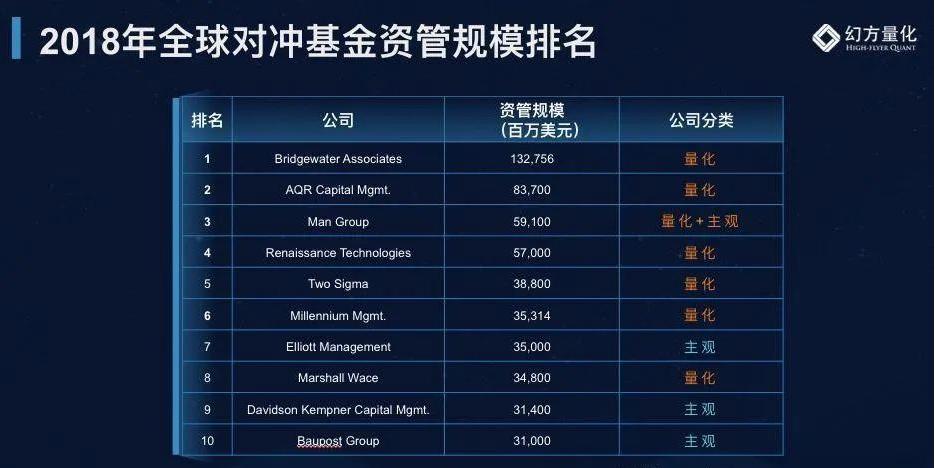 2018年全球对冲基金资管规模排名
幻方量化
HIGH-FLYER QUANT
排名 公司 资管规模 (百万美元) 公司分类
1 Bridgewater Associates 132,756 量化
2 AQR Capital Mgmt. 83,700 量化
3 Man Group 59,100 量化+主观
4 Renaissance Technologies 57,000 量化
5 Two Sigma 38,800 量化
6 Millennium Mgmt. 35,314 量化
7 Elliott Management 35,000 主观
8 Marshall Wace 34,800 量化
9 Davidson Kempner Capital Mgmt. 31,400 主观
10 Baupost Group 31,000 主观